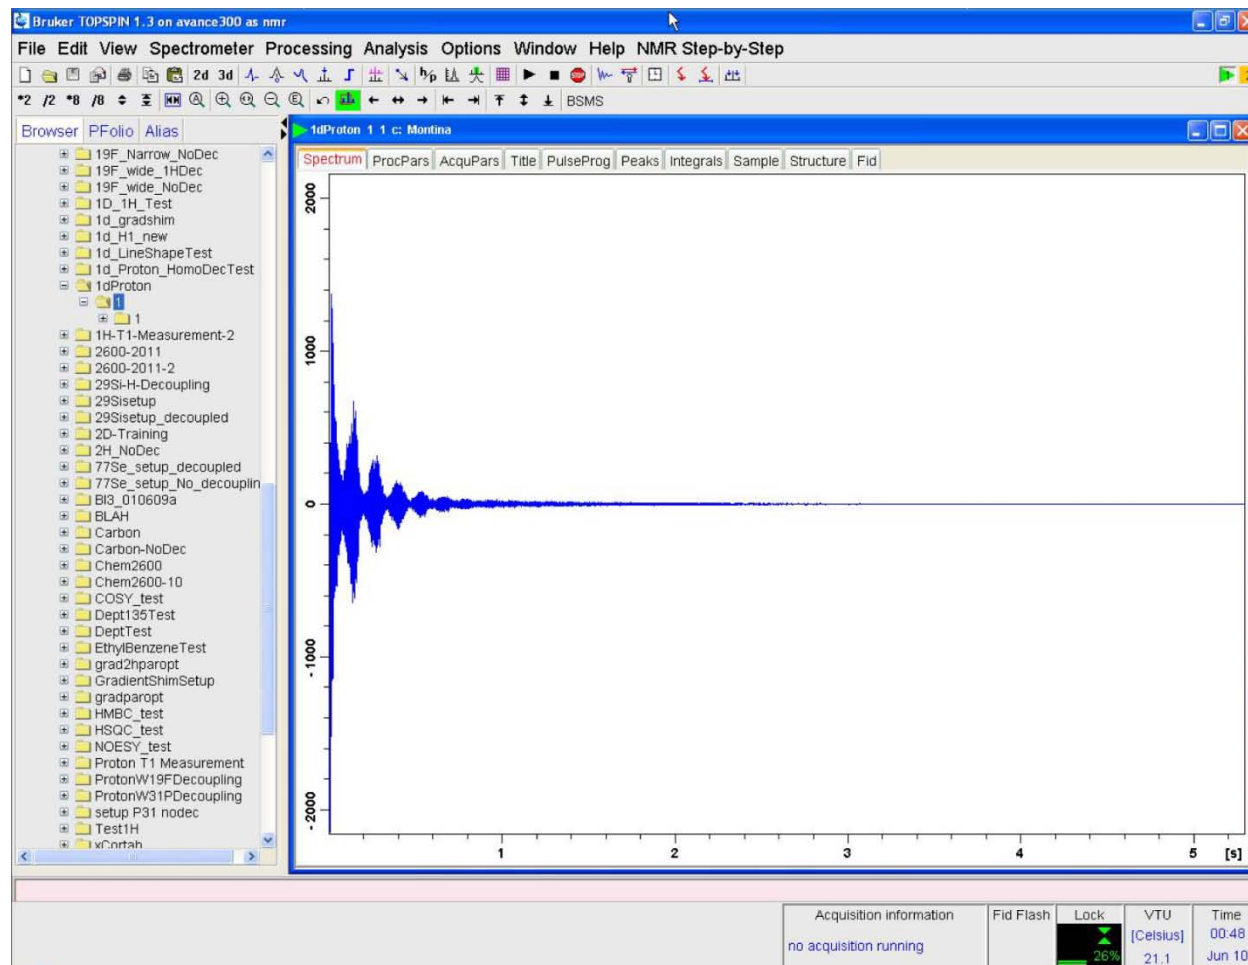 Bruker TOPSPIN 1.3 on avance300 as nmr
File Edit View Spectrometer Processing Analysis Options Window Help NMR Step-by-Step
2d 3d
*2 /2 *8 /8 BSMS
Browser PFolio Alias
1dProton 1 1 c: Montina
Spectrum ProcPars AcquPars Title PulseProg Peaks Integrals Sample Structure Fid
19F_Narrow_NoDec
19F_wide_1HDec
19F_wide_NoDec
1D_1H_Test
1d_gradshim
1d_H1_new
1d_LineShapeTest
1d_Proton_HomoDecTest
1dProton
1
1
1H-T1-Measurement-2
2600-2011
2600-2011-2
29Si-H-Decoupling
29Sisetup
29Sisetup_decoupled
2D-Training
2H_NoDec
77Se_setup_decoupled
77Se_setup_No_decouplin
BI3_010609a
BLAH
Carbon
Carbon-NoDec
Chem2600
Chem2600-10
COSY_test
Dept135Test
DeptTest
EthylBenzeneTest
grad2hparopt
GradientShimSetup
gradparopt
HMBC_test
HSQC_test
NOESY_test
Proton T1 Measurement
ProtonW19FDecoupling
ProtonW31PDecoupling
setup P31 nodec
Test1H
xCortab
2000
1000
0
-1000
-2000
1 2 3 4 5 [s]
Acquisition information
no acquisition running
Fid Flash
Lock
26%
VTU
[Celsius]
21.1
Time
00:48
Jun 10